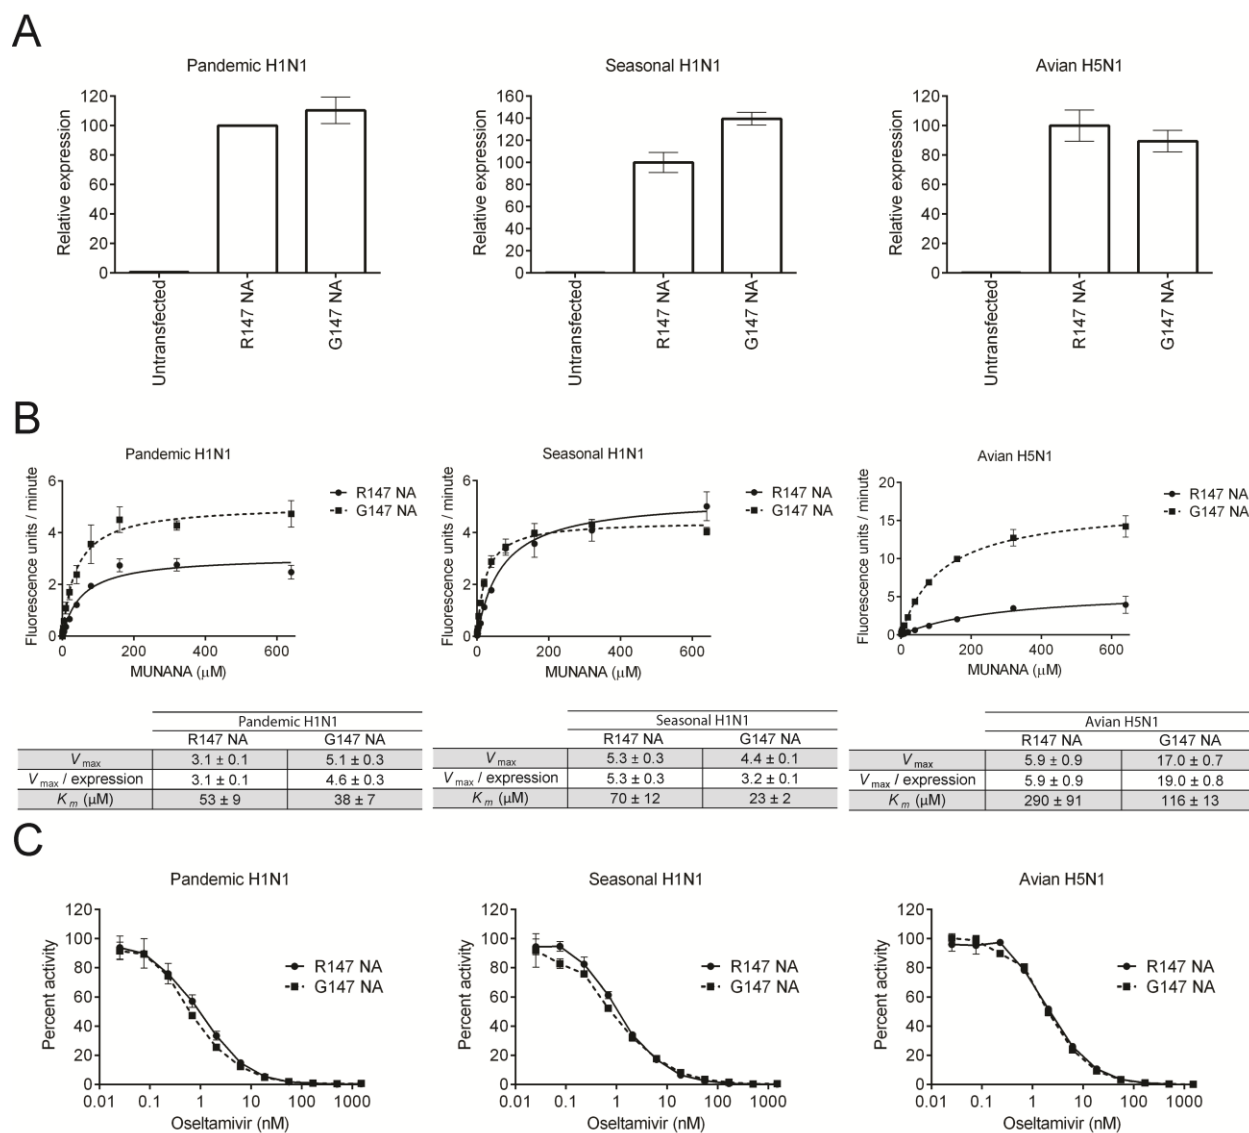 A
Pandemic H1N1
Relative expression
120
100
80
60
40
20
0
Untransfected
R147 NA
G147 NA
Seasonal H1N1
Relative expression
160
140
120
100
80
60
40
20
0
Untransfected
R147 NA
G147 NA
Avian H5N1
Relative expression
120
100
80
60
40
20
0
Untransfected
R147 NA
G147 NA
B
Pandemic H1N1
Fluorescence units / minute
6
4
2
0
0 200 400 600
MUNANA (μM)
R147 NA
G147 NA
Seasonal H1N1
Fluorescence units / minute
6
4
2
0
0 200 400 600
MUNANA (μM)
R147 NA
G147 NA
Avian H5N1
Fluorescence units / minute
20
15
10
5
0
0 200 400 600
MUNANA (μM)
R147 NA
G147 NA
Pandemic H1N1
R147 NA G147 NA
Vmax 3.1 ± 0.1 5.1 ± 0.3
Vmax / expression 3.1 ± 0.1 4.6 ± 0.3
Km (μM) 53 ± 9 38 ± 7
Seasonal H1N1
R147 NA G147 NA
Vmax 5.3 ± 0.3 4.4 ± 0.1
Vmax / expression 5.3 ± 0.3 3.2 ± 0.1
Km (μM) 70 ± 12 23 ± 2
Avian H5N1
R147 NA G147 NA
Vmax 5.9 ± 0.9 17.0 ± 0.7
Vmax / expression 5.9 ± 0.9 19.0 ± 0.8
Km (μM) 290 ± 91 116 ± 13
C
Pandemic H1N1
Percent activity
120
100
80
60
40
20
0
0.01 0.1 1 10 100 1000
Oseltamivir (nM)
R147 NA
G147 NA
Seasonal H1N1
Percent activity
120
100
80
60
40
20
0
0.01 0.1 1 10 100 1000
Oseltamivir (nM)
R147 NA
G147 NA
Avian H5N1
Percent activity
120
100
80
60
40
20
0
0.01 0.1 1 10 100 1000
Oseltamivir (nM)
R147 NA
G147 NA